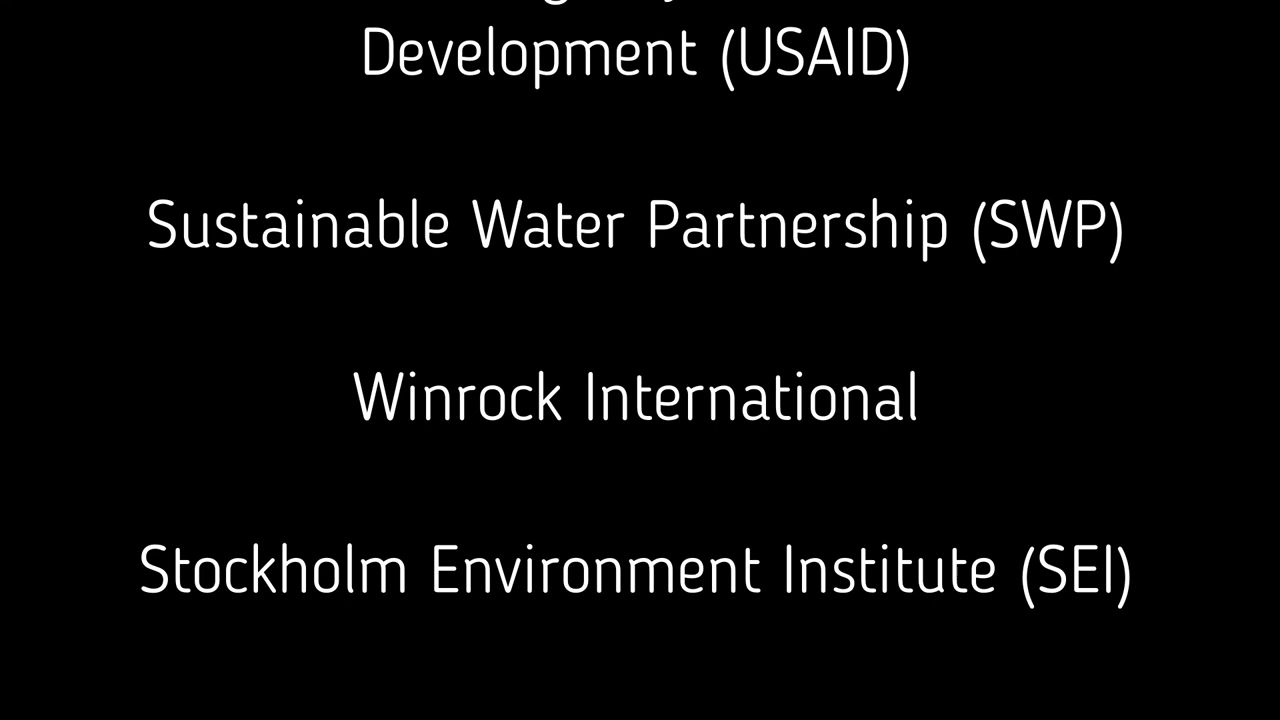 Development (USAID)
Sustainable Water Partnership (SWP)
Winrock International
Stockholm Environment Institute (SEI)